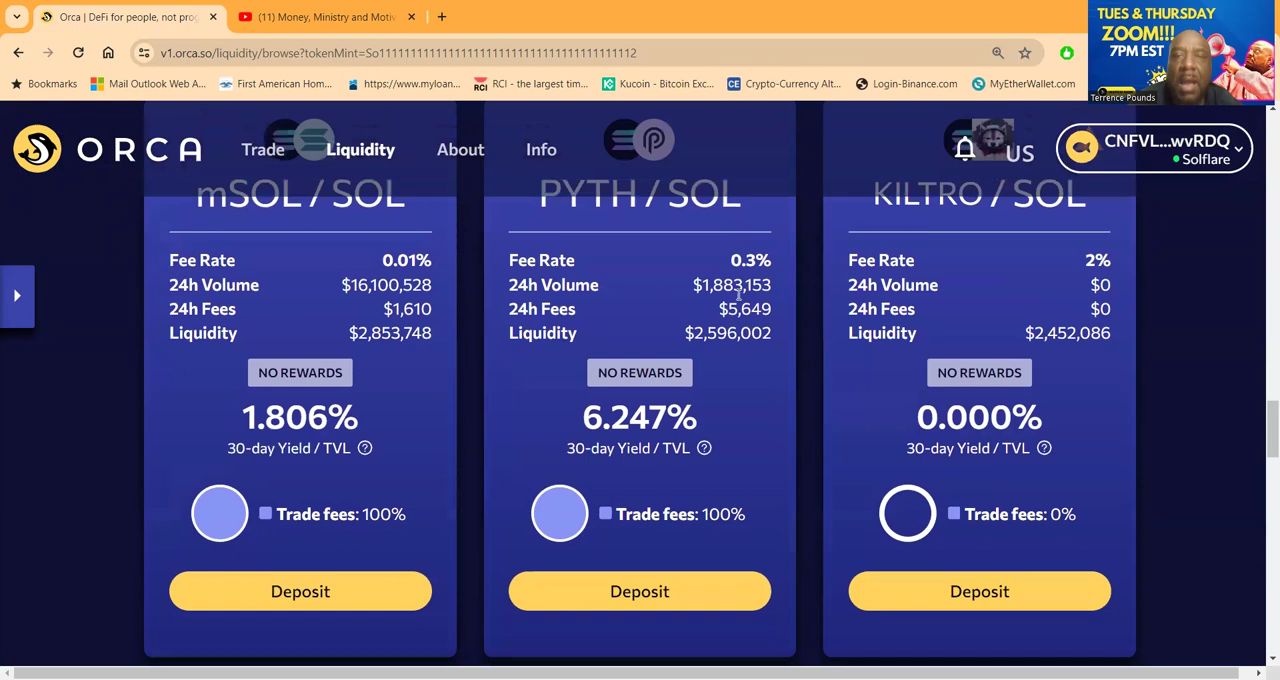 Orca | DeFi for people, not prog
(11) Money, Ministry and Motiv
v1.orca.so/liquidity/browse?tokenMint=So11111111111111111111111111111111111111112
Bookmarks
Mail Outlook Web A...
First American Hom...
https://www.myloan...
RCI - the largest tim...
Kucoin - Bitcoin Exc...
Crypto-Currency Alt...
Login-Binance.com
MyEtherWallet.com
TUES & THURSDAY
ZOOM!!!
7PM EST
Terrence Pounds
ORCA
Trade
Liquidity
About
Info
US
CNFVL...wvRDQ
Solflare
mSOL / SOL
Fee Rate 0.01%
24h Volume $16,100,528
24h Fees $1,610
Liquidity $2,853,748
NO REWARDS
1.806%
30-day Yield / TVL ?
Trade fees: 100%
Deposit
PYTH / SOL
Fee Rate 0.3%
24h Volume $1,883,153
24h Fees $5,649
Liquidity $2,596,002
NO REWARDS
6.247%
30-day Yield / TVL ?
Trade fees: 100%
Deposit
KILTRO / SOL
Fee Rate 2%
24h Volume $0
24h Fees $0
Liquidity $2,452,086
NO REWARDS
0.000%
30-day Yield / TVL ?
Trade fees: 0%
Deposit